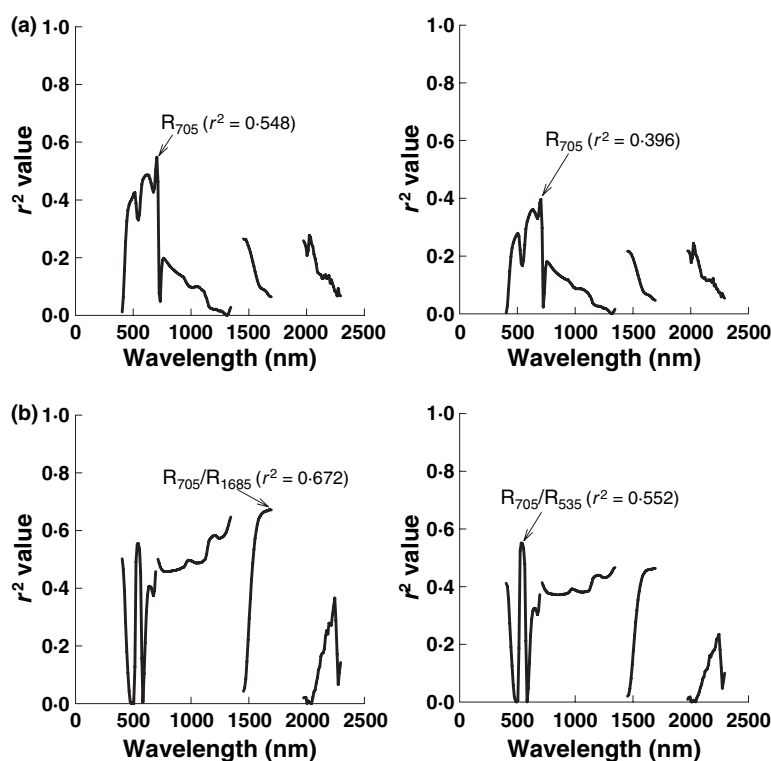 (a)
1·0
0·8
0·6
0·4
0·2
0·0
r² value
R₇₀₅ (r² = 0·548)
0 500 1000 1500 2000 2500
Wavelength (nm)
1·0
0·8
0·6
0·4
0·2
0·0
r² value
R₇₀₅ (r² = 0·396)
0 500 1000 1500 2000 2500
Wavelength (nm)
(b)
1·0
0·8
0·6
0·4
0·2
0·0
r² value
R₇₀₅/R₁₆₈₅ (r² = 0·672)
0 500 1000 1500 2000 2500
Wavelength (nm)
1·0
0·8
0·6
0·4
0·2
0·0
r² value
R₇₀₅/R₅₃₅ (r² = 0·552)
0 500 1000 1500 2000 2500
Wavelength (nm)